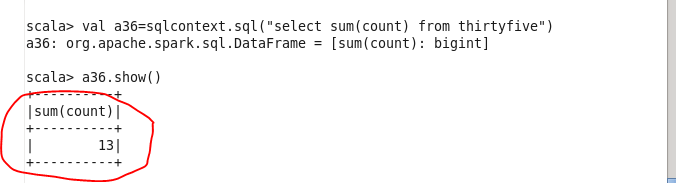 scala> val a36=sqlcontext.sql("select sum(count) from thirtyfive")
a36: org.apache.spark.sql.DataFrame = [sum(count): bigint]
scala> a36.show()
+----------+
|sum(count)|
+----------+
|        13|
+----------+